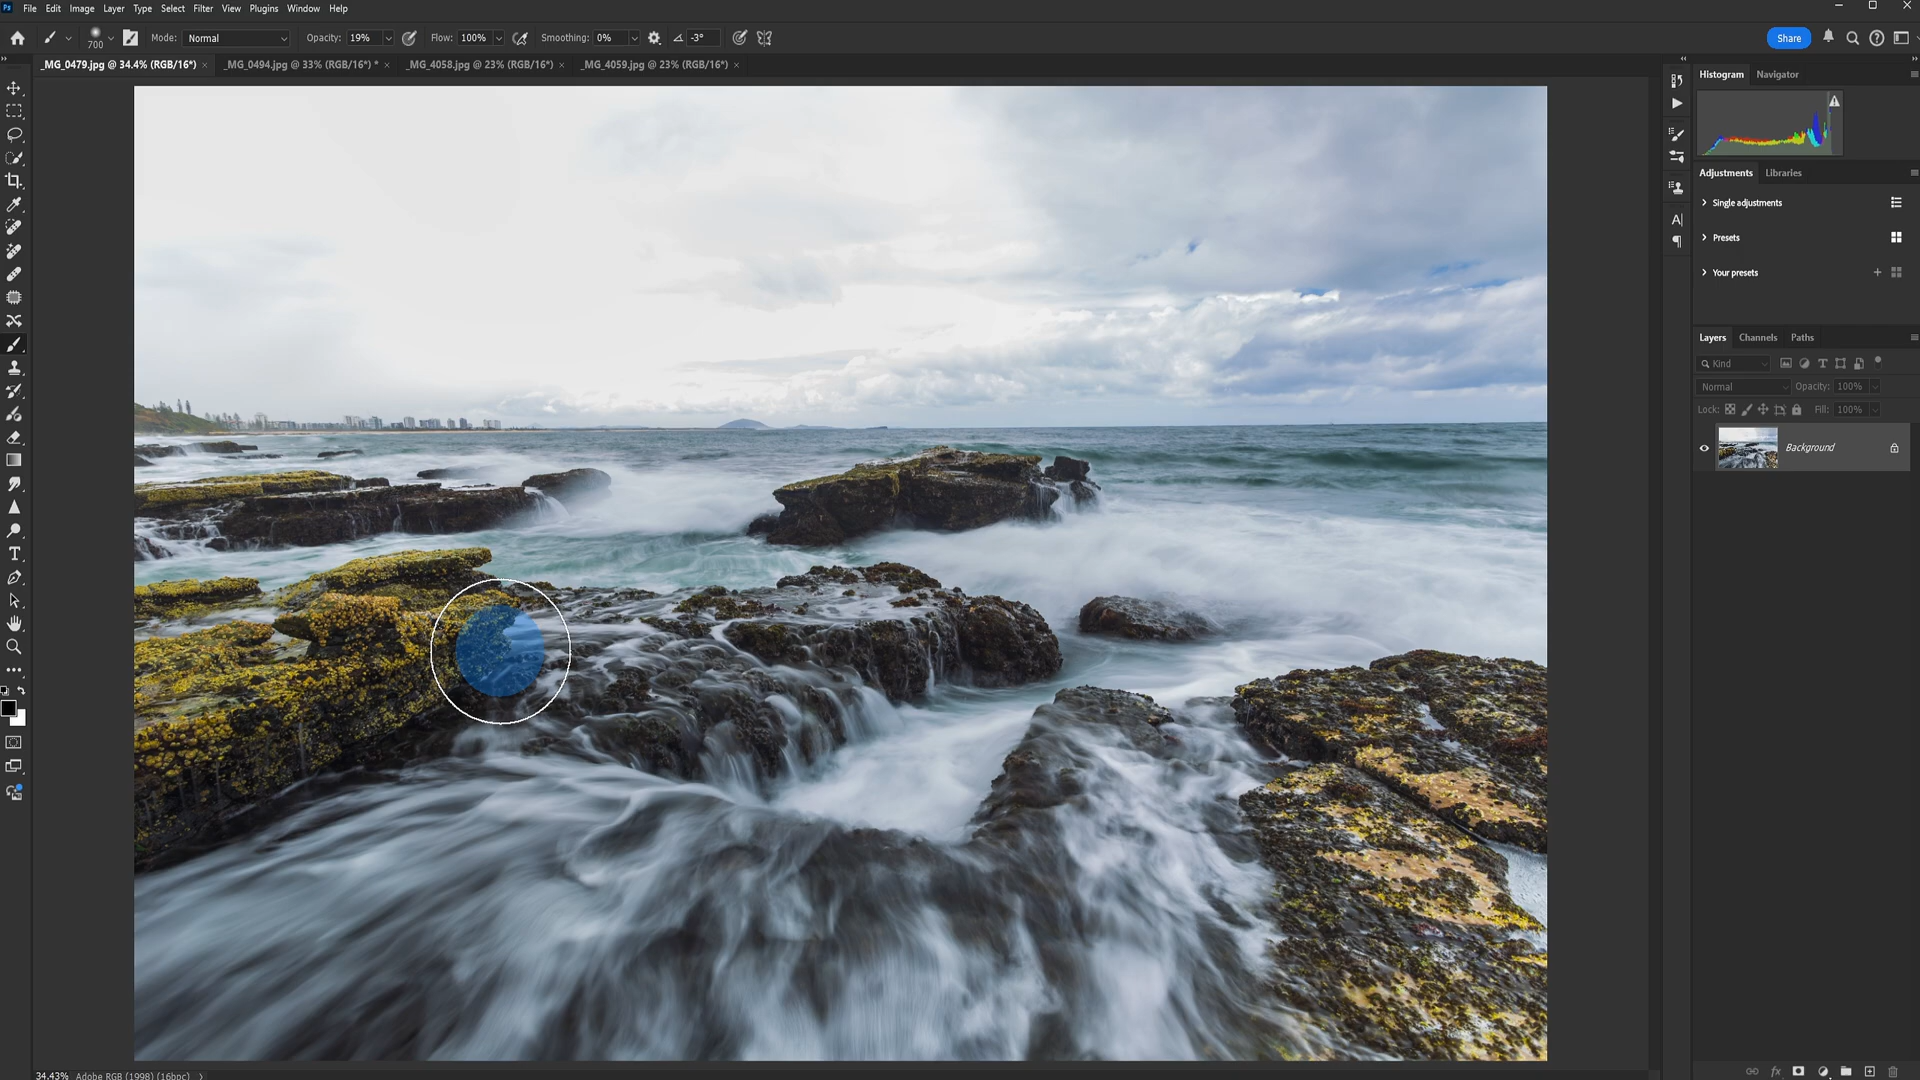 Ps File Edit Image Layer Type Select Filter View Plugins Window Help
700 Mode: Normal Opacity: 19% Flow: 100% Smoothing: 0% -3° Share
_MG_0479.jpg @ 34.4% (RGB/16*) × _MG_0494.jpg @ 33% (RGB/16*) * × _MG_4058.jpg @ 23% (RGB/16*) × _MG_4059.jpg @ 23% (RGB/16*) ×
Histogram Navigator
Adjustments Libraries
Single adjustments
Presets
Your presets
Layers Channels Paths
Kind
Normal Opacity: 100%
Lock: Fill: 100%
Background
34.43% Adobe RGB (1998) (16bpc)